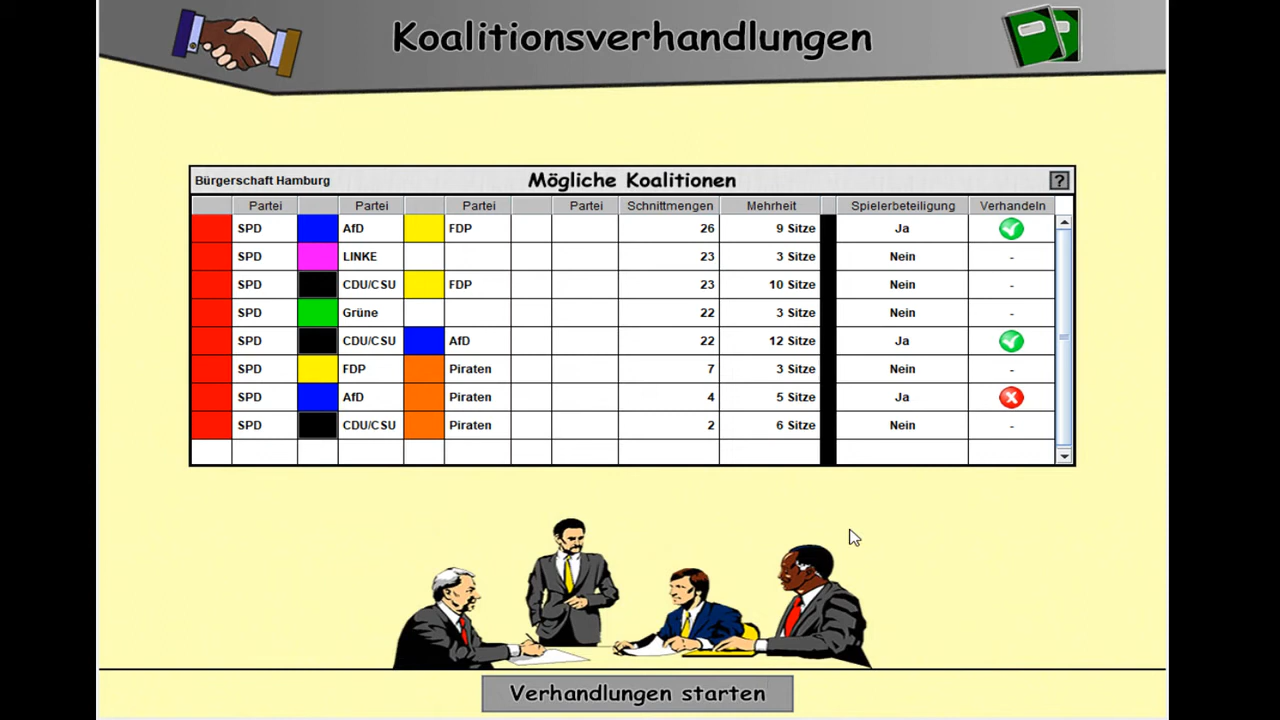 Koalitionsverhandlungen
Bürgerschaft Hamburg Mögliche Koalitionen ?
Partei Partei Partei Partei Schnittmengen Mehrheit Spielerbeteiligung Verhandeln
SPD AfD FDP 26 9 Sitze Ja
SPD LINKE 23 3 Sitze Nein -
SPD CDU/CSU FDP 23 10 Sitze Nein -
SPD Grüne 22 3 Sitze Nein -
SPD CDU/CSU AfD 22 12 Sitze Ja
SPD FDP Piraten 7 3 Sitze Nein -
SPD AfD Piraten 4 5 Sitze Ja
SPD CDU/CSU Piraten 2 6 Sitze Nein -
Verhandlungen starten